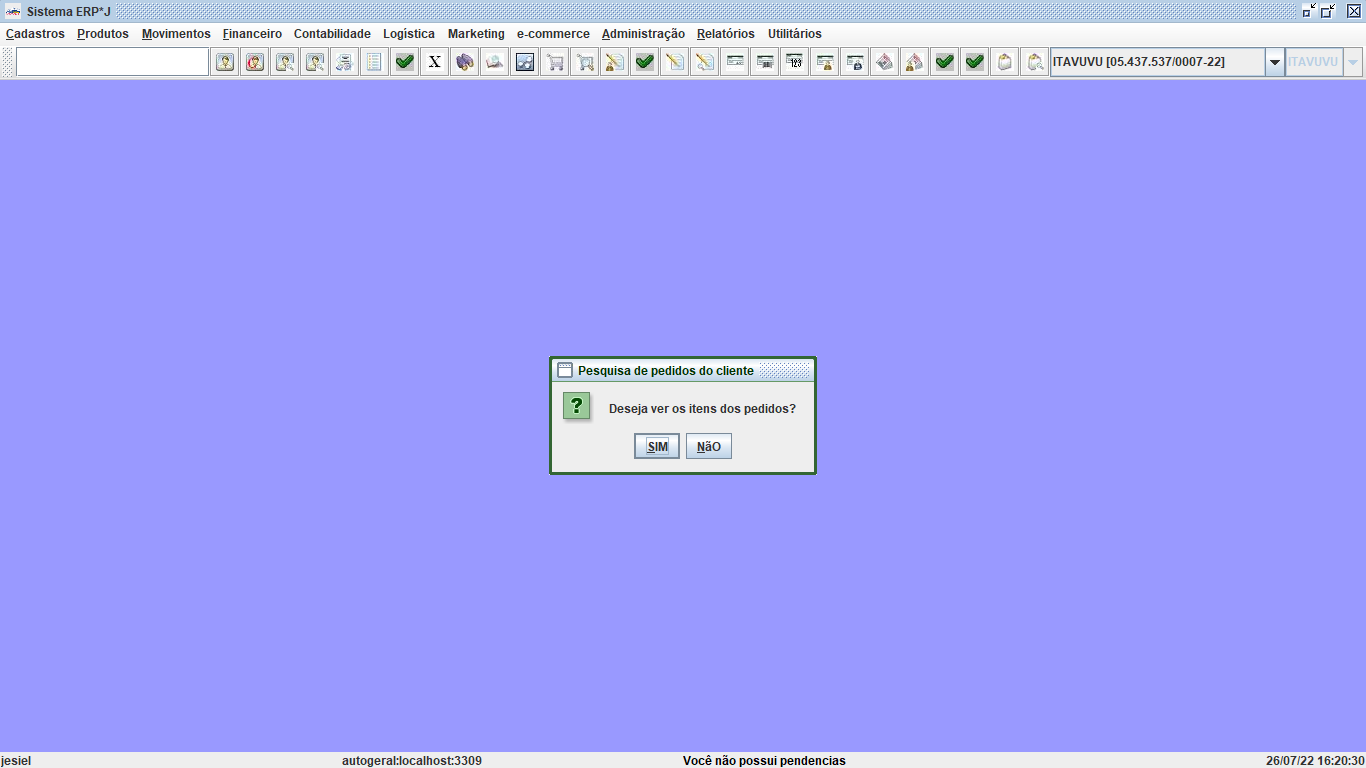 Sistema ERP*J
Cadastros Produtos Movimentos Financeiro Contabilidade Logística Marketing e-commerce Administração Relatórios Utilitários
X 123 ITAVUVU [05.437.537/0007-22] ITAVUVU
Pesquisa de pedidos do cliente
? Deseja ver os itens dos pedidos?
SIM NãO
jesiel autogeral:localhost:3309 Você não possui pendencias 26/07/22 16:20:30